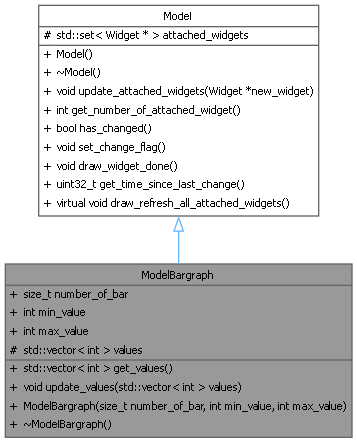 Model
# std::set< Widget * > attached_widgets
+ Model()
+ ~Model()
+ void update_attached_widgets(Widget *new_widget)
+ int get_number_of_attached_widget()
+ bool has_changed()
+ void set_change_flag()
+ void draw_widget_done()
+ uint32_t get_time_since_last_change()
+ virtual void draw_refresh_all_attached_widgets()
ModelBargraph
+ size_t number_of_bar
+ int min_value
+ int max_value
# std::vector< int > values
+ std::vector< int > get_values()
+ void update_values(std::vector< int > values)
+ ModelBargraph(size_t number_of_bar, int min_value, int max_value)
+ ~ModelBargraph()